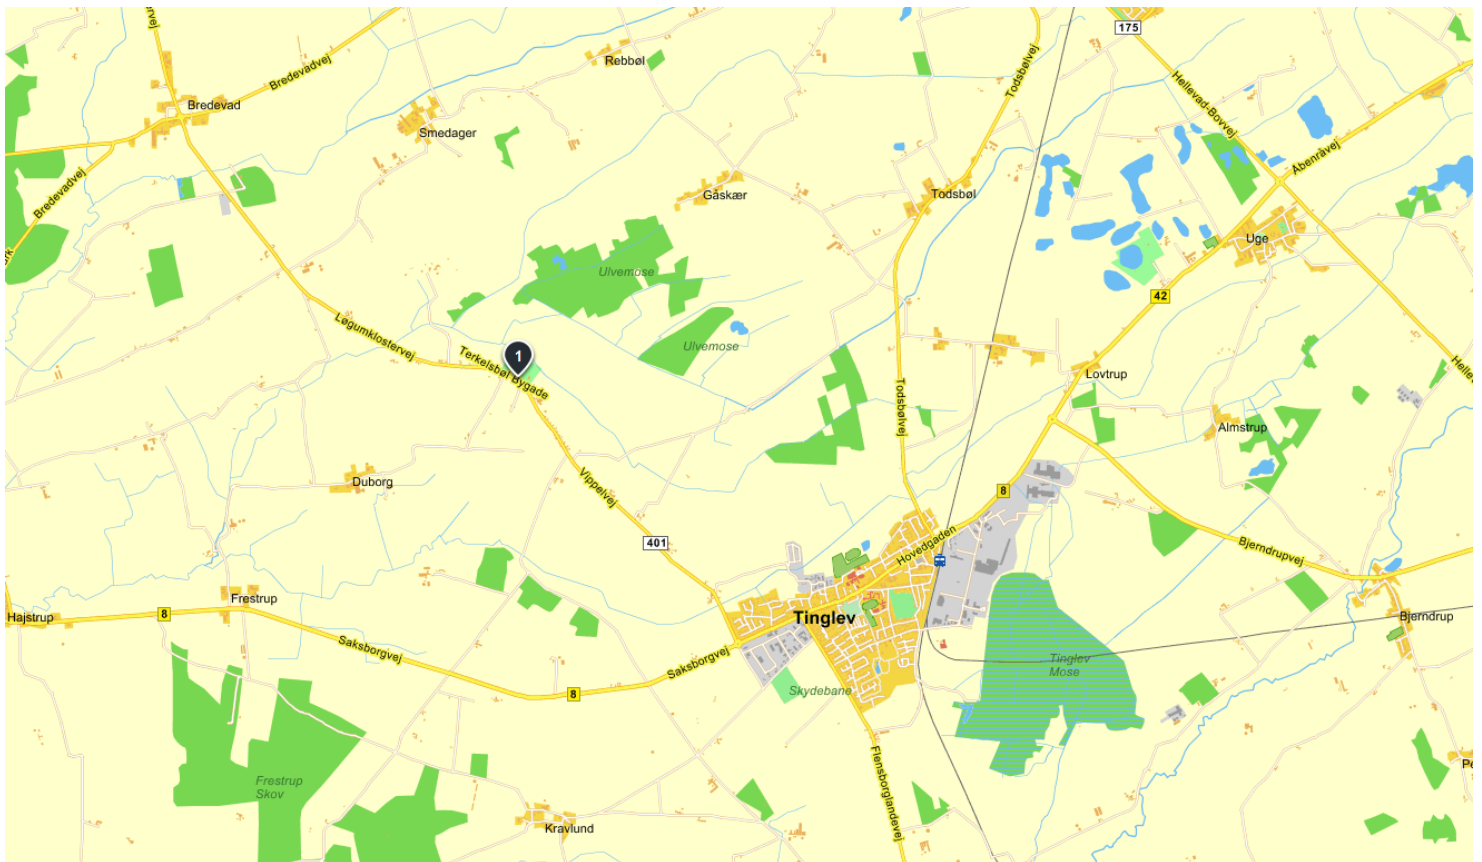 175
Bredevadvej
Todsbølvej
Rebbøl
Bredevad
Smedager
Hellevad-Bovvej
Åbenråvej
Bredevadvej
Gåskær
Todsbøl
Uge
Ulvemose
42
Løgumklostervej
Ulvemose
1
Terkelsbøl Bygade
Lovtrup
Todsbølvej
Almstrup
Duborg
Vippelvej
8
401
Hovedgaden
Bjerndrupvej
Frestrup
8
Hajstrup
Tinglev
Bjerndrup
Saksborgvej
Saksborgvej
Tinglev
Mose
8
Skydebane
Flensborglandevej
Frestrup
Skov
Kravlund